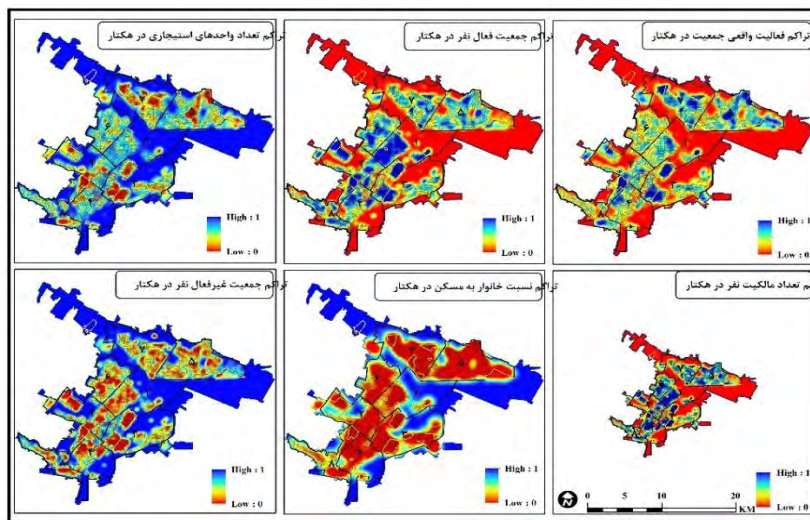 تراکم تعداد واحدهای استیجاری در هکتار
High : 1
Low : 0
تراکم جمعیت فعال نفر در هکتار
High : 1
Low : 0
تراکم فعالیت واقعی جمعیت در هکتار
High : 1
Low : 0
تراکم جمعیت غیرفعال نفر در هکتار
High : 1
Low : 0
تراکم نسبت خانوار به مسکن در هکتار
High : 1
Low : 0
تعداد مالکیت نفر در هکتار
High : 1
Low : 0
N
0 5 10 20
KM